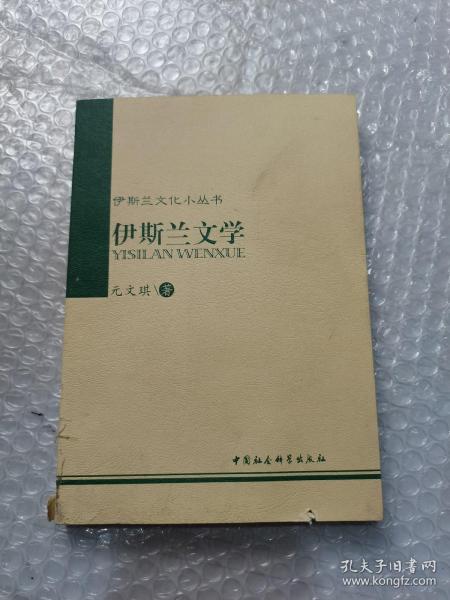 伊斯兰文化小丛书
伊斯兰文学
YISILAN WENXUE
元文琪\著
中国社会科学出版社
孔夫子旧书网
www.kongfz.com